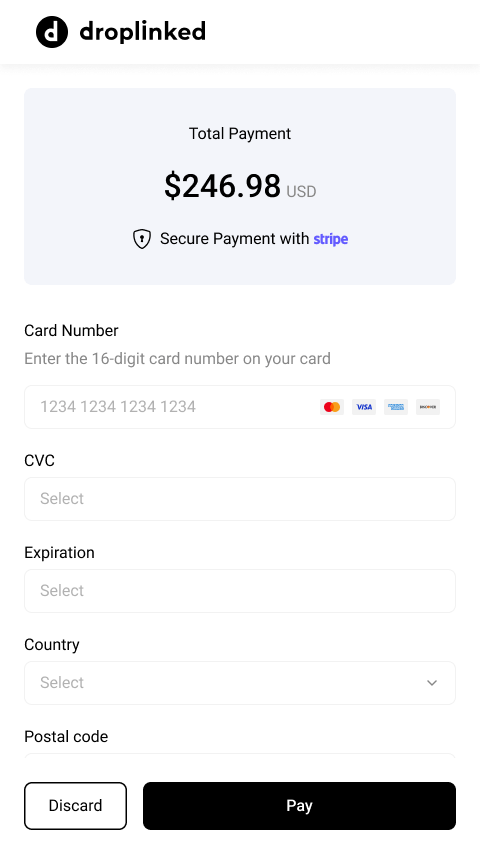 d droplinked
Total Payment
$246.98 USD
Secure Payment with stripe
Card Number
Enter the 16-digit card number on your card
1234 1234 1234 1234 VISA
CVC
Select
Expiration
Select
Country
Select
Postal code
Discard Pay